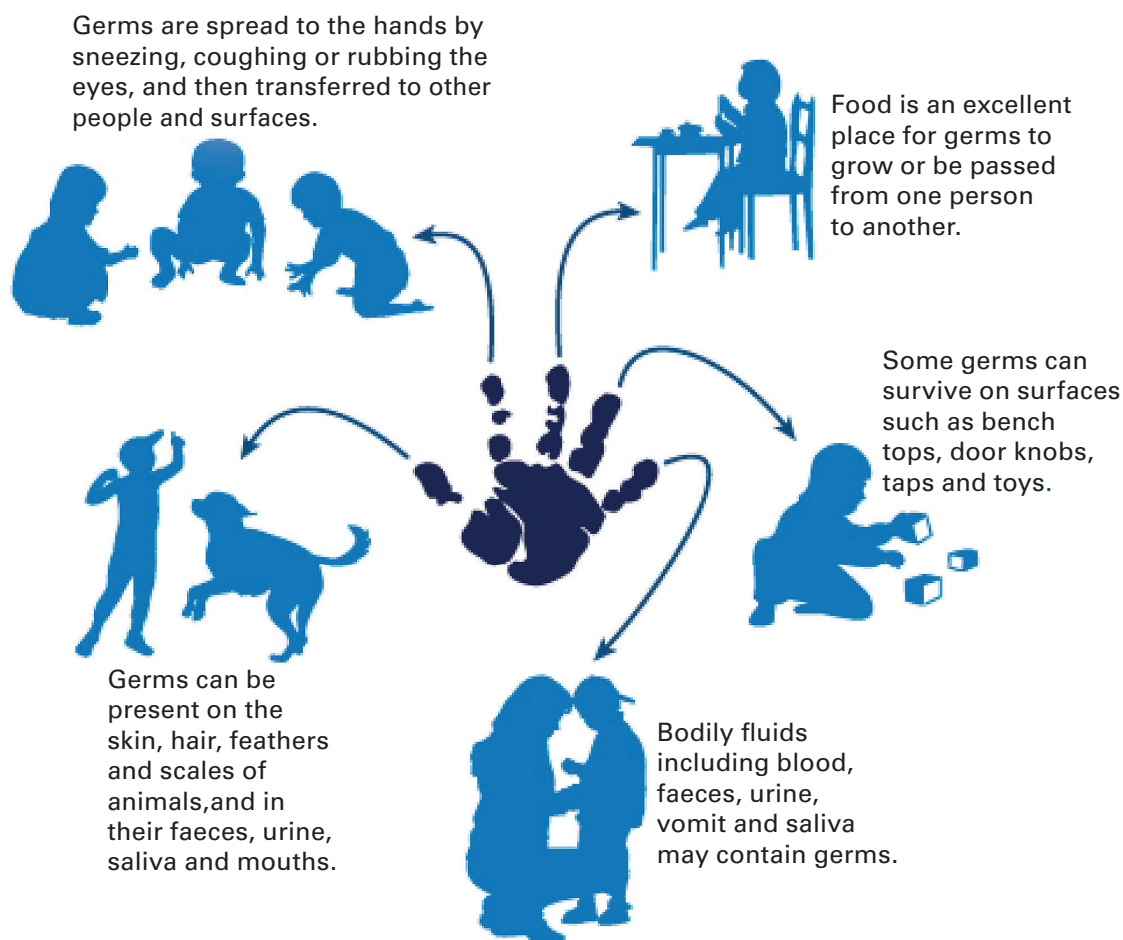 Germs are spread to the hands by
sneezing, coughing or rubbing the
eyes, and then transferred to other
people and surfaces.
Food is an excellent
place for germs to
grow or be passed
from one person
to another.
Some germs can
survive on surfaces
such as bench
tops, door knobs,
taps and toys.
Germs can be
present on the
skin, hair, feathers
and scales of
animals,and in
their faeces, urine,
saliva and mouths.
Bodily fluids
including blood,
faeces, urine,
vomit and saliva
may contain germs.